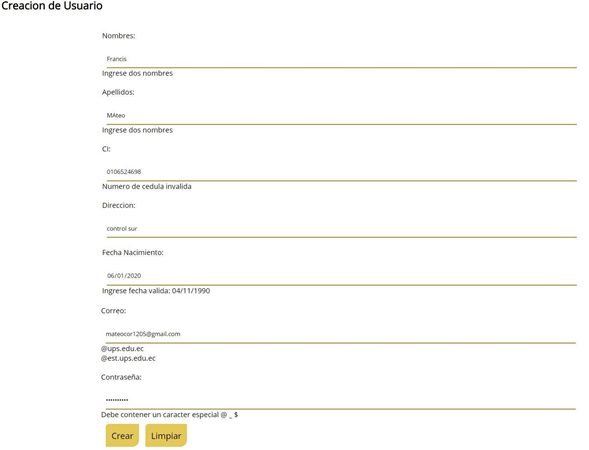 Creacion de Usuario
Nombres:
Francis
Ingrese dos nombres
Apellidos:
MAteo
Ingrese dos nombres
CI:
0106524698
Numero de cedula invalida
Direccion:
control sur
Fecha Nacimiento:
06/01/2020
Ingrese fecha valida: 04/11/1990
Correo:
mateocor1205@gmail.com
@ups.edu.ec
@est.ups.edu.ec
Contraseña:
••••••••••
Debe contener un caracter especial @ _ $
Crear Limpiar